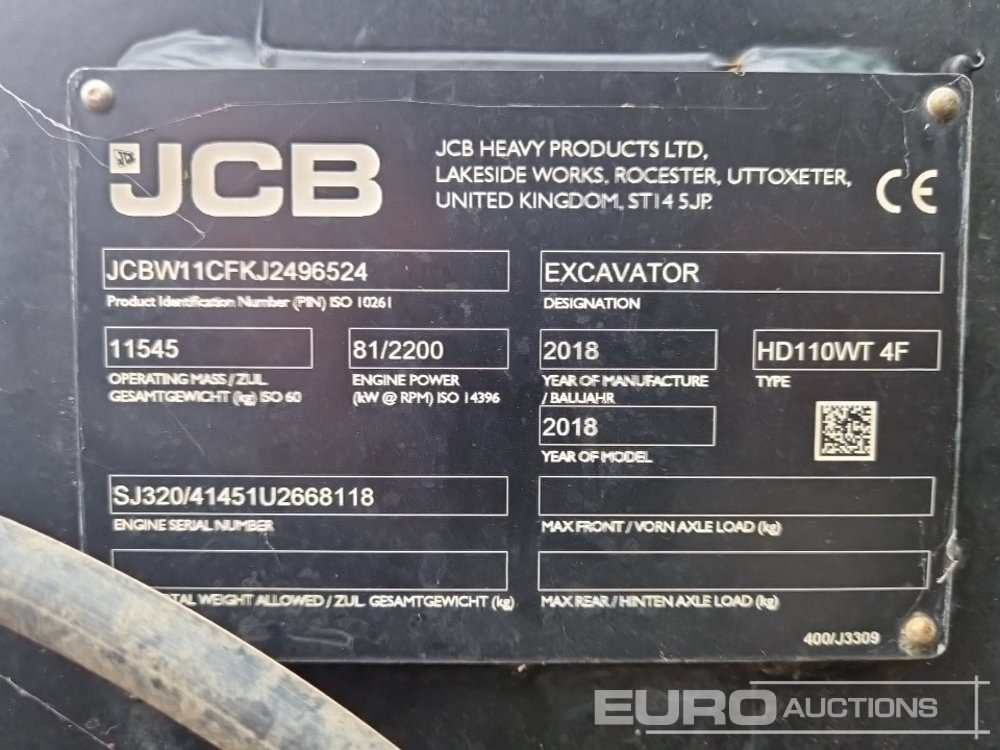 JCB
JCB HEAVY PRODUCTS LTD,
LAKESIDE WORKS, ROCESTER, UTTOXETER,
UNITED KINGDOM, ST14 5JP.
CE
JCBW11CFKJ2496524
Product Identification Number (PIN) ISO 10261
EXCAVATOR
DESIGNATION
11545
OPERATING MASS / ZUL.
GESAMTGEWICHT (kg) ISO 60
81/2200
ENGINE POWER
(kW @ RPM) ISO 14396
2018
YEAR OF MANUFACTURE
/ BAUJAHR
HD110WT 4F
TYPE
2018
YEAR OF MODEL
SJ320/41451U2668118
ENGINE SERIAL NUMBER
MAX FRONT / VORN AXLE LOAD (kg)
WEIGHT ALLOWED / ZUL. GESAMTGEWICHT (kg)
MAX REAR / HINTEN AXLE LOAD (kg)
400/J3309
EURO AUCTIONS